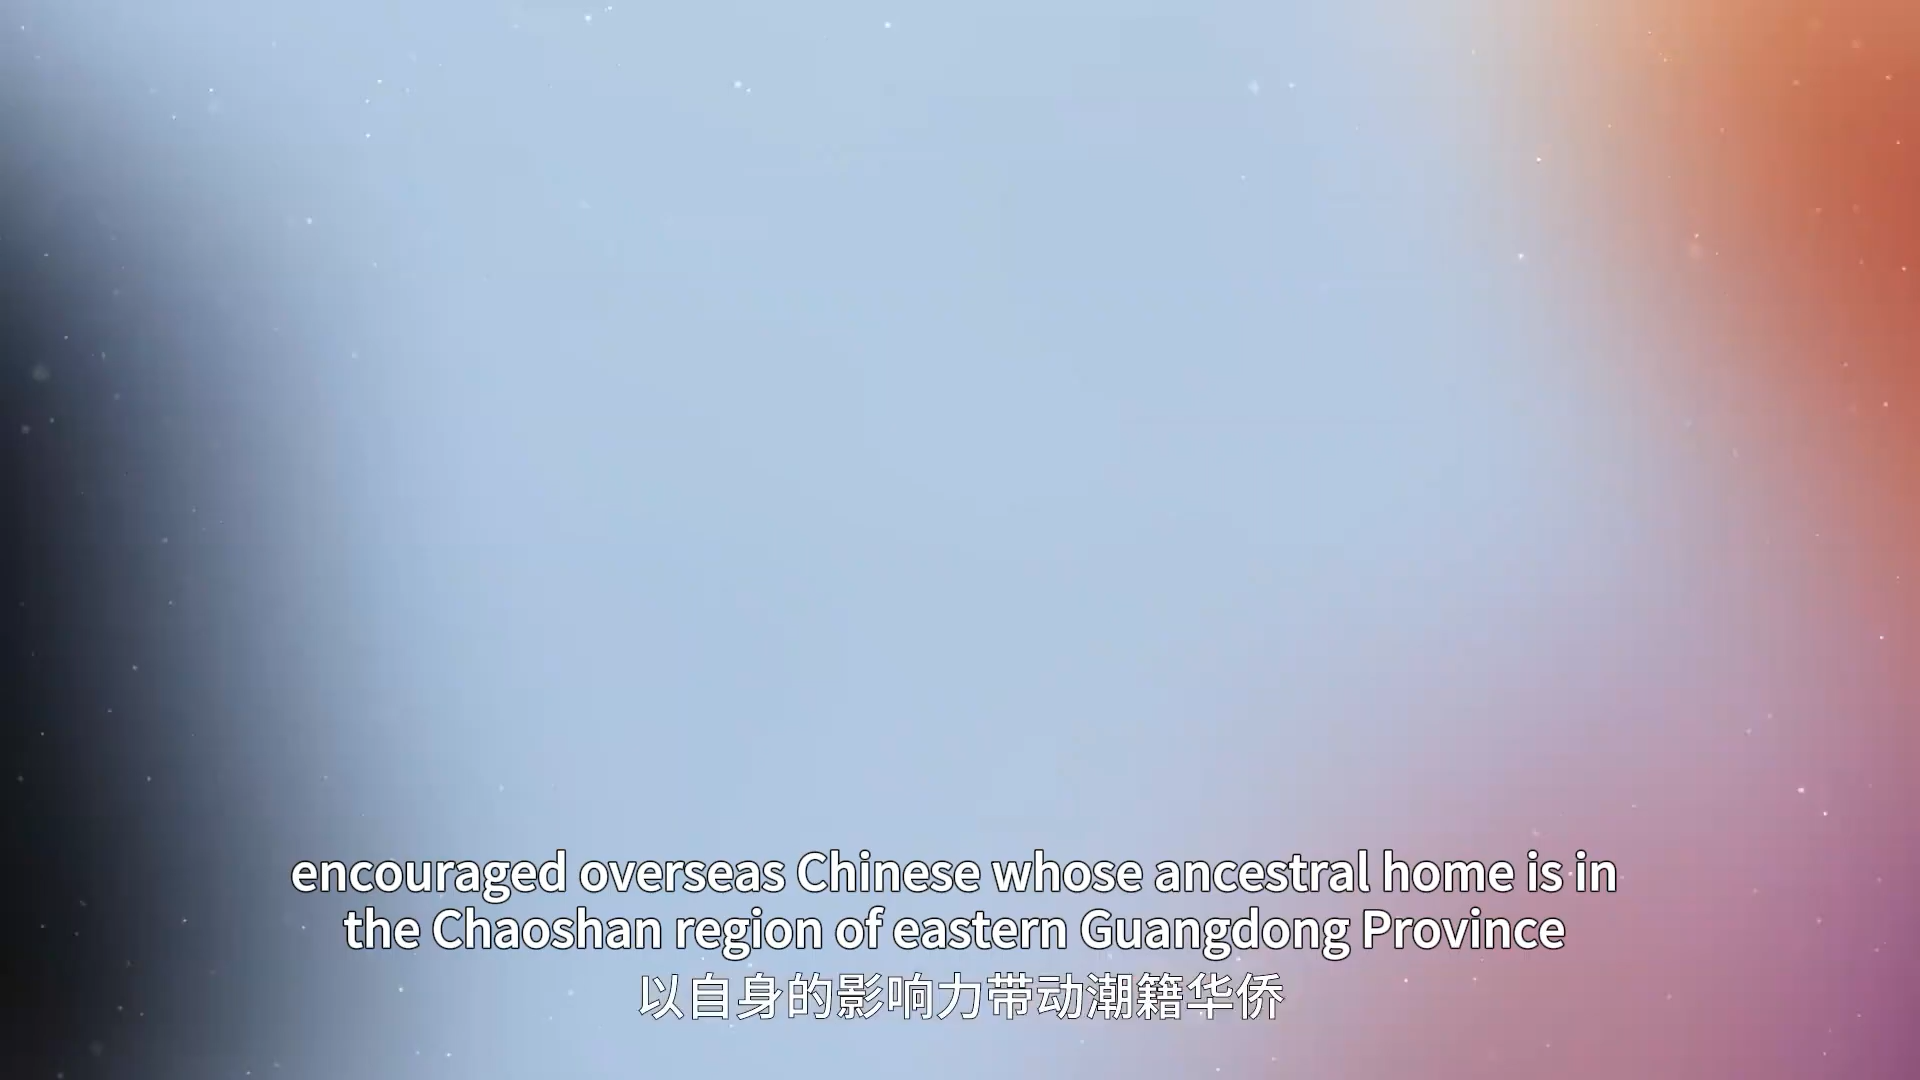 encouraged overseas Chinese whose ancestral home is in
the Chaoshan region of eastern Guangdong Province
以自身的影响力带动潮籍华侨